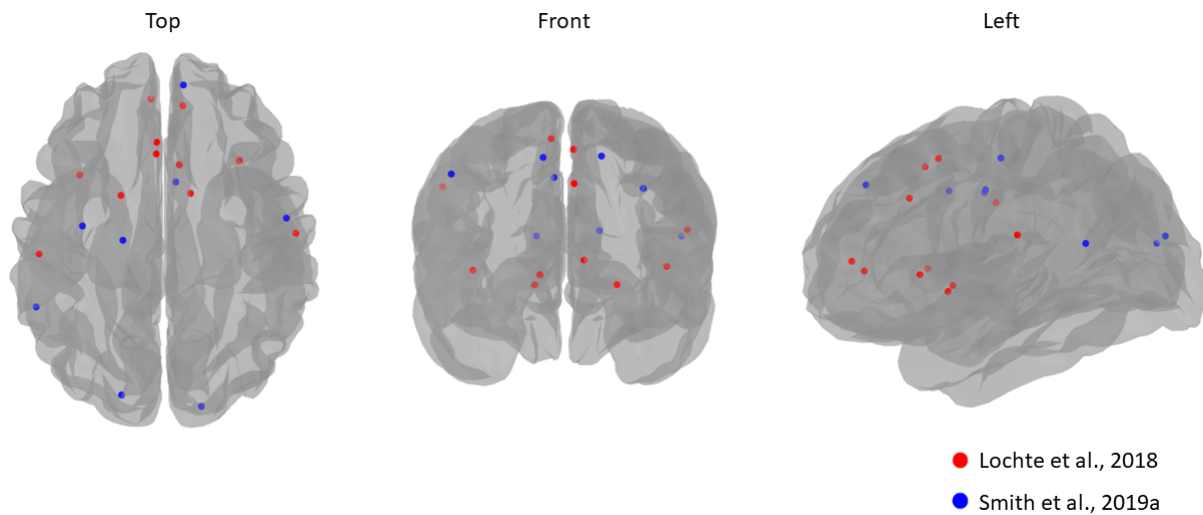 Top
Front
Left
Lochte et al., 2018
Smith et al., 2019a